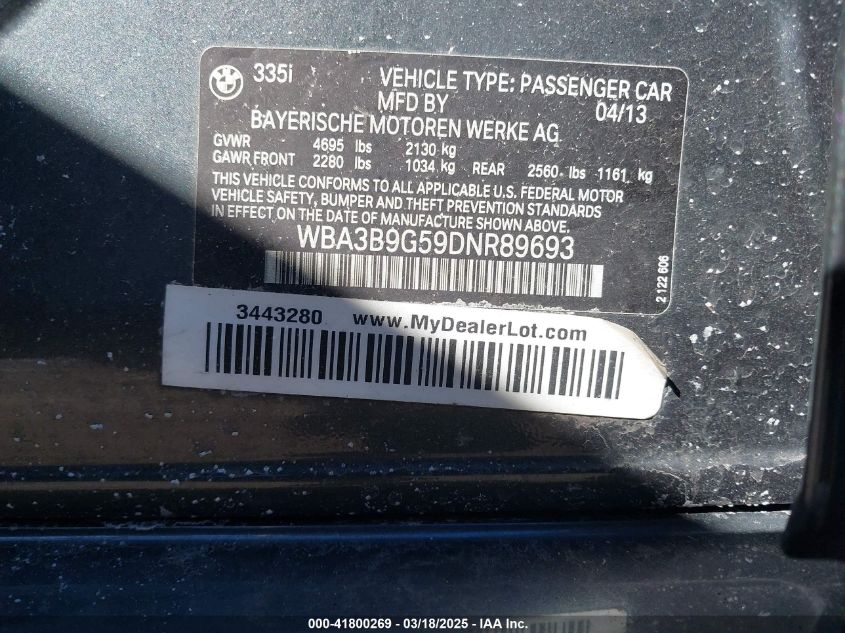 335i VEHICLE TYPE: PASSENGER CAR
MFD BY 04/13
BAYERISCHE MOTOREN WERKE AG
GVWR 4695 lbs 2130 kg
GAWR FRONT 2280 lbs 1034 kg REAR 2560 lbs 1161 kg
THIS VEHICLE CONFORMS TO ALL APPLICABLE U.S. FEDERAL MOTOR
VEHICLE SAFETY, BUMPER AND THEFT PREVENTION STANDARDS
IN EFFECT ON THE DATE OF MANUFACTURE SHOWN ABOVE.
WBA3B9G59DNR89693
2 122 606
3443280 www.MyDealerLot.com
000-41800269 - 03/18/2025 - IAA Inc.